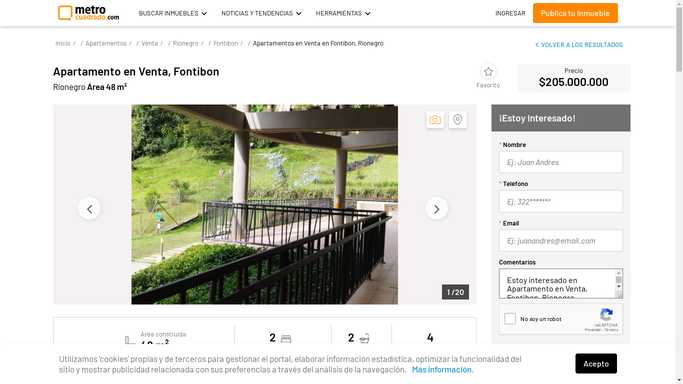 metro
cuadrado.com
BUSCAR INMUEBLES
NOTICIAS Y TENDENCIAS
HERRAMIENTAS
INGRESAR
Publica tu Inmueble
Inicio / / Apartamentos / / Venta / / Rionegro / / Fontibon / / Apartamentos en Venta en Fontibon, Rionegro
VOLVER A LOS RESULTADOS
Apartamento en Venta, Fontibon
Rionegro Area 48 m²
Favorito
Precio
$205.000.000
1 / 20
¡Estoy Interesado!
* Nombre
Ej: Juan Andres
* Telefono
Ej: 322*******
* Email
Ej: juanandres@email.com
Comentarios
Estoy interesado en
Apartamento en Venta,
Fontibon, Rionegro
No soy un robot
reCAPTCHA
Privacidad - Términos
Área construida
48 m²
2
2
4
Utilizamos 'cookies' propias y de terceros para gestionar el portal, elaborar información estadística, optimizar la funcionalidad del
sitio y mostrar publicidad relacionada con sus preferencias a través del análisis de la navegación. Más información.
Acepto